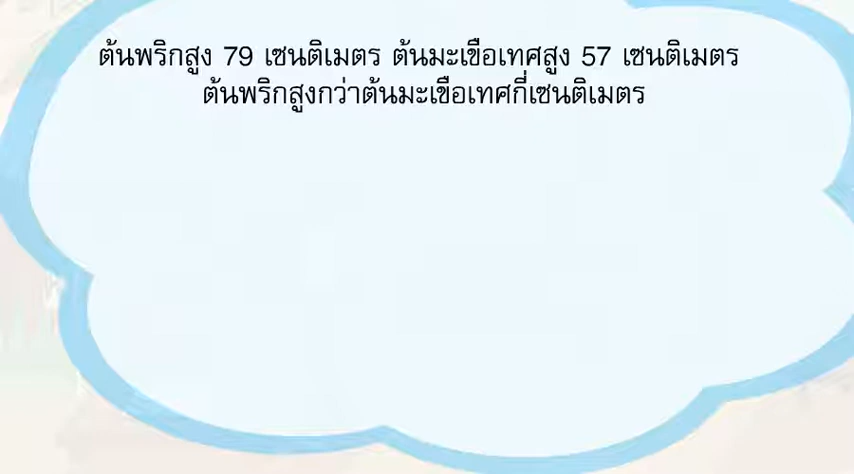 ต้นพริกสูง 79 เซนติเมตร ต้นมะเขือเทศสูง 57 เซนติเมตร
ต้นพริกสูงกว่าต้นมะเขือเทศกี่เซนติเมตร